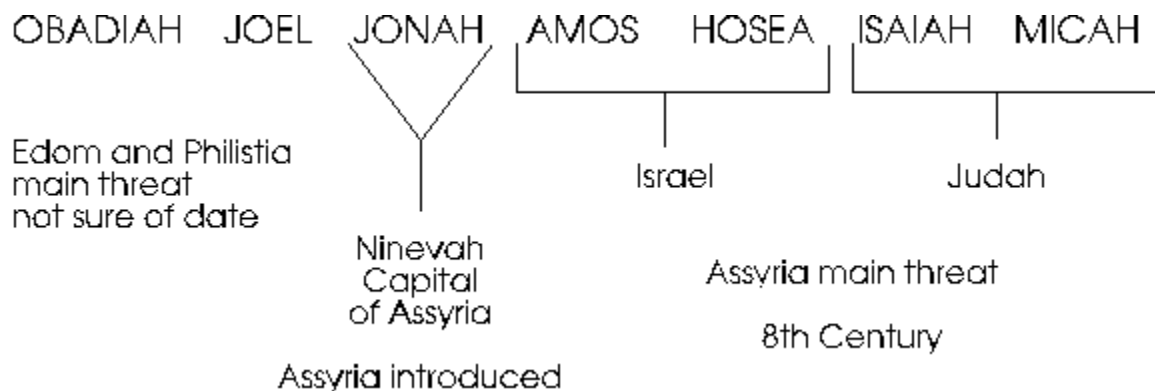 OBADIAH JOEL JONAH AMOS HOSEA ISAIAH MICAH
Edom and Philistia
main threat
not sure of date
Israel
Judah
Ninevah
Capital
of Assyria
Assyria main threat
8th Century
Assyria introduced